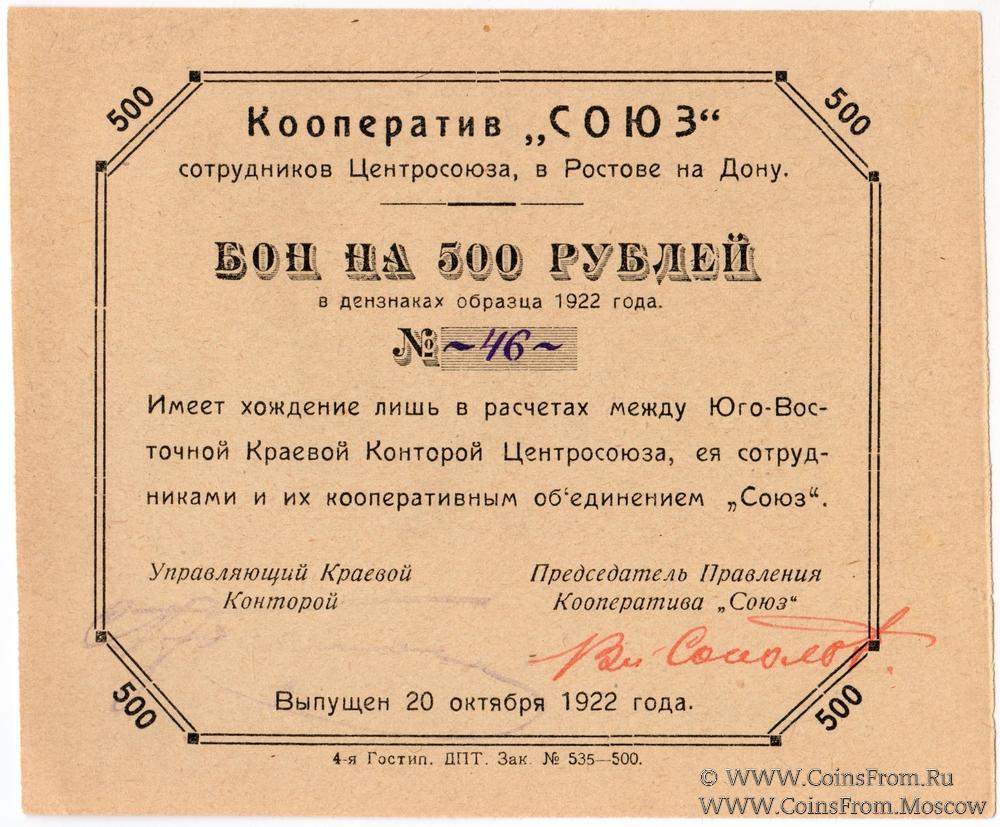 500
500
Кооператив „СОЮЗ“
сотрудников Центросоюза, в Ростове на Дону.
БОН НА 500 РУБЛЕЙ
в дензнаках образца 1922 года.
№ ~46~
Имеет хождение лишь в расчетах между Юго-Вос-
точной Краевой Конторой Центросоюза, ея сотруд-
никами и их кооперативным об‘единением „Союз“.
Управляющий Краевой
Конторой
Председатель Правления
Кооператива „Союз“
Вл Соколов
Выпущен 20 октября 1922 года.
500
500
4-я Гостип. ДПТ. Зак. № 535—500.
© WWW.CoinsFrom.Ru
WWW.CoinsFrom.Moscow